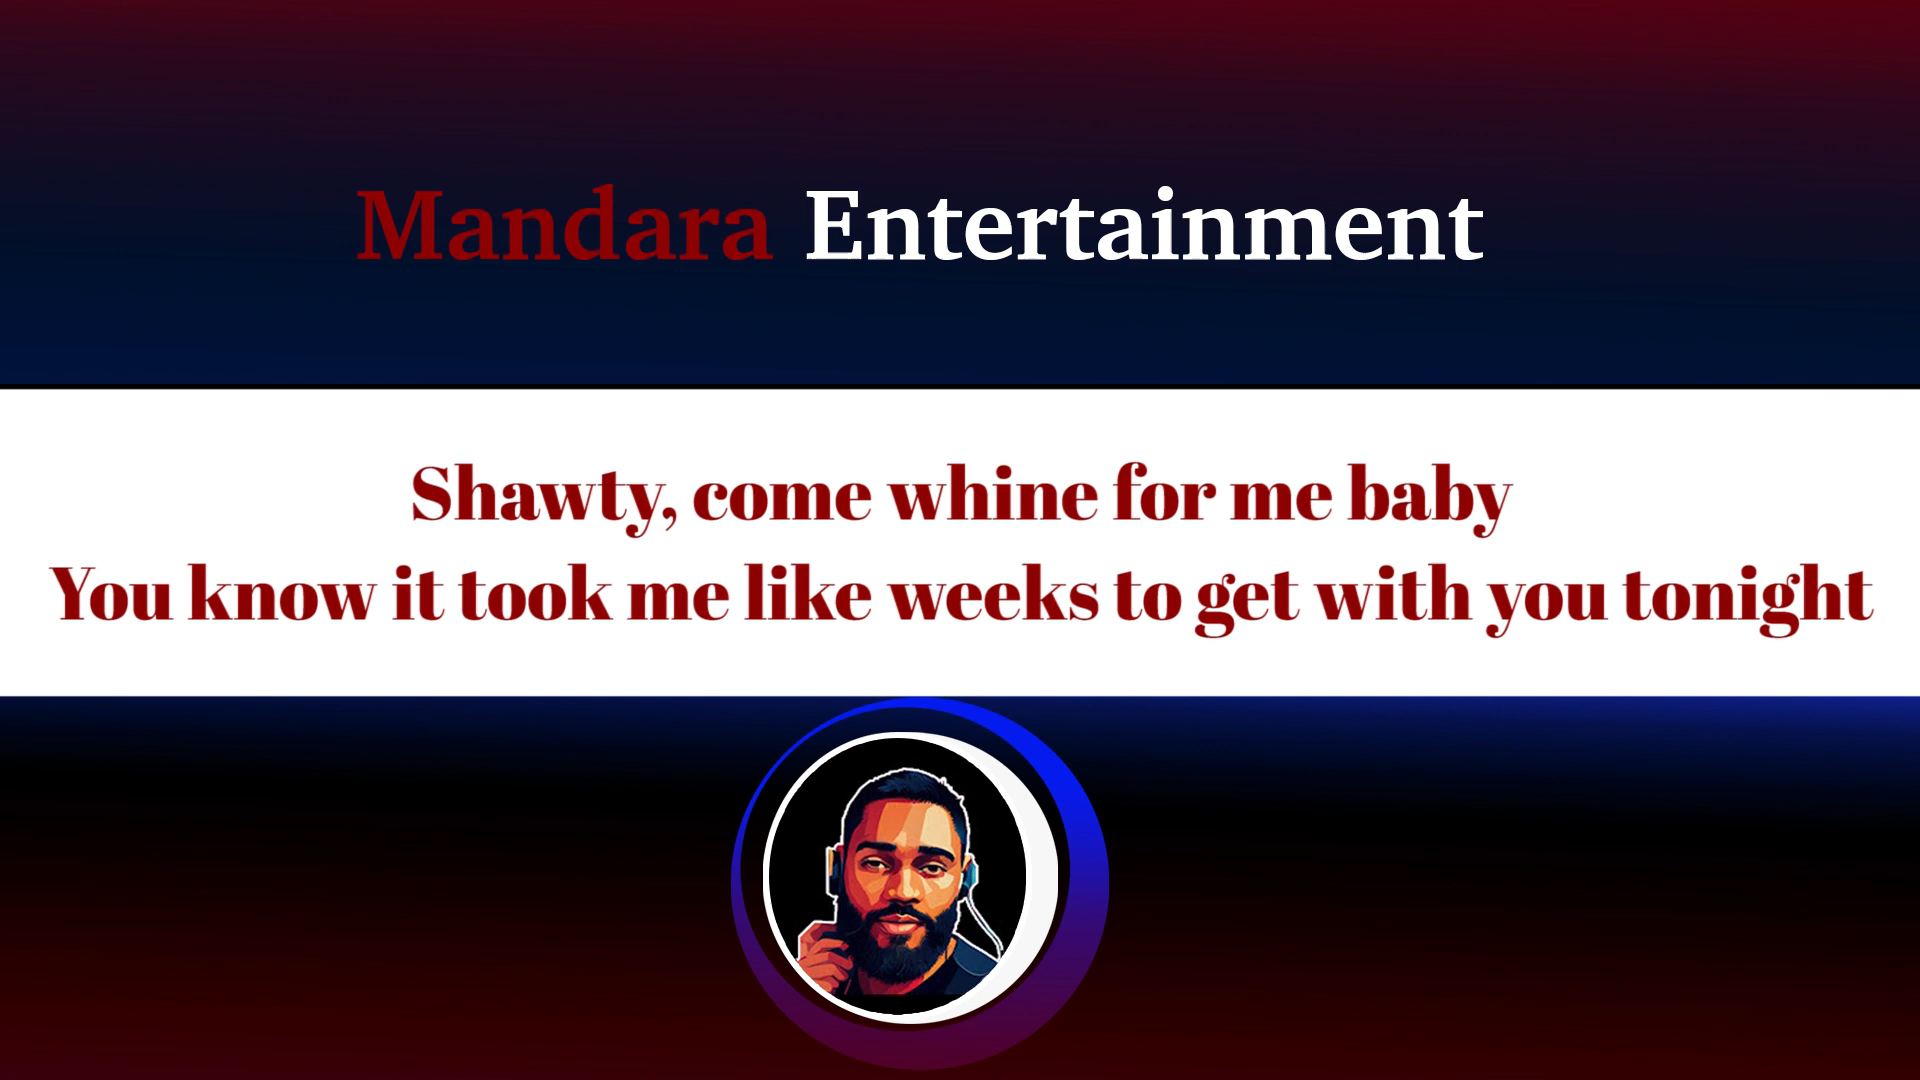 Mandara Entertainment
Shawty, come whine for me baby
You know it took me like weeks to get with you tonight